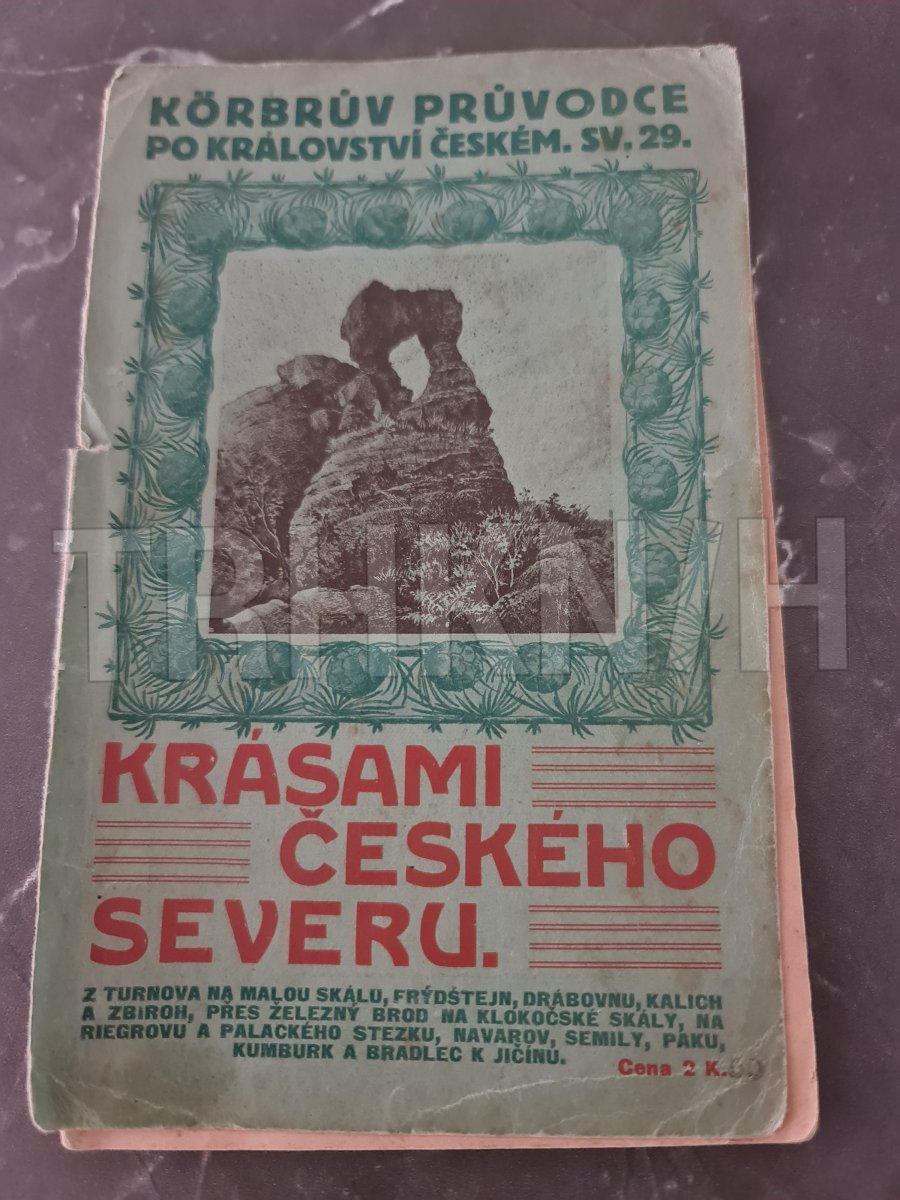 KÖRBRŮV PRŮVODCE
PO KRÁLOVSTVÍ ČESKÉM. SV. 29.
KRÁSAMI
ČESKÉHO
SEVERU.
Z TURNOVA NA MALOU SKÁLU, FRÝDŠTEJN, DRÁBOVNU, KALICH
A ZBIROH, PŘES ŽELEZNÝ BROD NA KLOKOČSKÉ SKÁLY, NA
RIEGROVU A PALACKÉHO STEZKU, NAVAROV, SEMILY, PAKU,
KUMBURK A BRADLEC K JIČÍNU.
Cena 2 K.